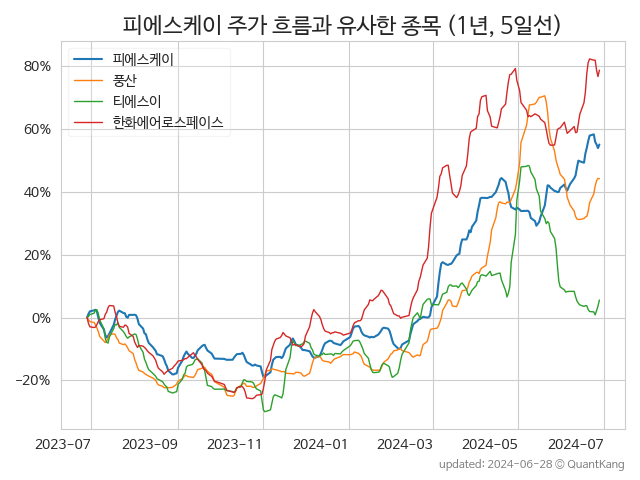 피에스케이 주가 흐름과 유사한 종목 (1년, 5일선)
피에스케이
풍산
티에스이
한화에어로스페이스
80%
60%
40%
20%
0%
−20%
2023-07 2023-09 2023-11 2024-01 2024-03 2024-05 2024-07
updated: 2024-06-28 © QuantKang